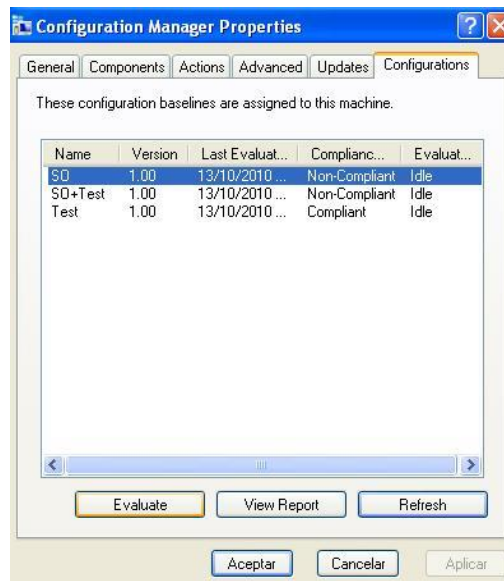 Configuration Manager Properties
General Components Actions Advanced Updates Configurations
These configuration baselines are assigned to this machine.
Name Version Last Evaluat... Complianc... Evaluat...
SO 1.00 13/10/2010 ... Non-Compliant Idle
SO+Test 1.00 13/10/2010 ... Non-Compliant Idle
Test 1.00 13/10/2010 ... Compliant Idle
Evaluate View Report Refresh
Aceptar Cancelar Aplicar